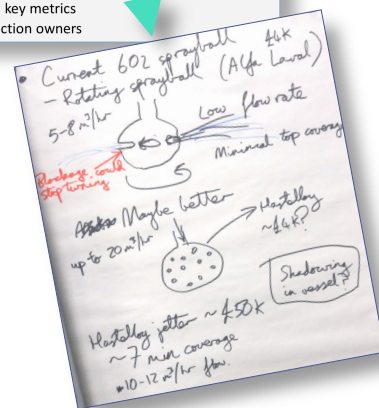 key metrics
ction owners
• Current 602 sprayball £4K
– Rotating sprayball (Alfa Laval)
5-8 m³/hr
Low flow rate
Minimal top coverage
Blockage could
stop turning
Maybe better
up to 20 m³/hr
Hastelloy
~£4K?
Shadowing
in vessel?
Hastelloy jetter ~£50K
~ 7 min coverage
• 10-12 m³/hr flow.